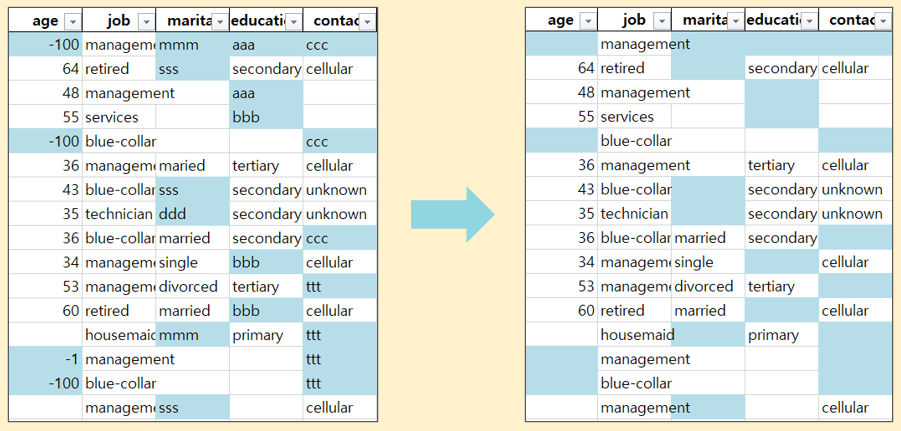 age job marita educati contac
-100 manageme mmm aaa ccc
64 retired sss secondary cellular
48 management aaa
55 services bbb
-100 blue-collar ccc
36 manageme maried tertiary cellular
43 blue-collar sss secondary unknown
35 technician ddd secondary unknown
36 blue-collar married secondary ccc
34 manageme single bbb cellular
53 manageme divorced tertiary ttt
60 retired married bbb cellular
housemaid mmm primary ttt
-1 management ttt
-100 blue-collar ttt
manageme sss cellular
age job marita educati contac
management
64 retired secondary cellular
48 management
55 services
blue-collar
36 management tertiary cellular
43 blue-collar secondary unknown
35 technician secondary unknown
36 blue-collar married secondary
34 manageme single cellular
53 manageme divorced tertiary
60 retired married cellular
housemaid primary
management
blue-collar
management cellular